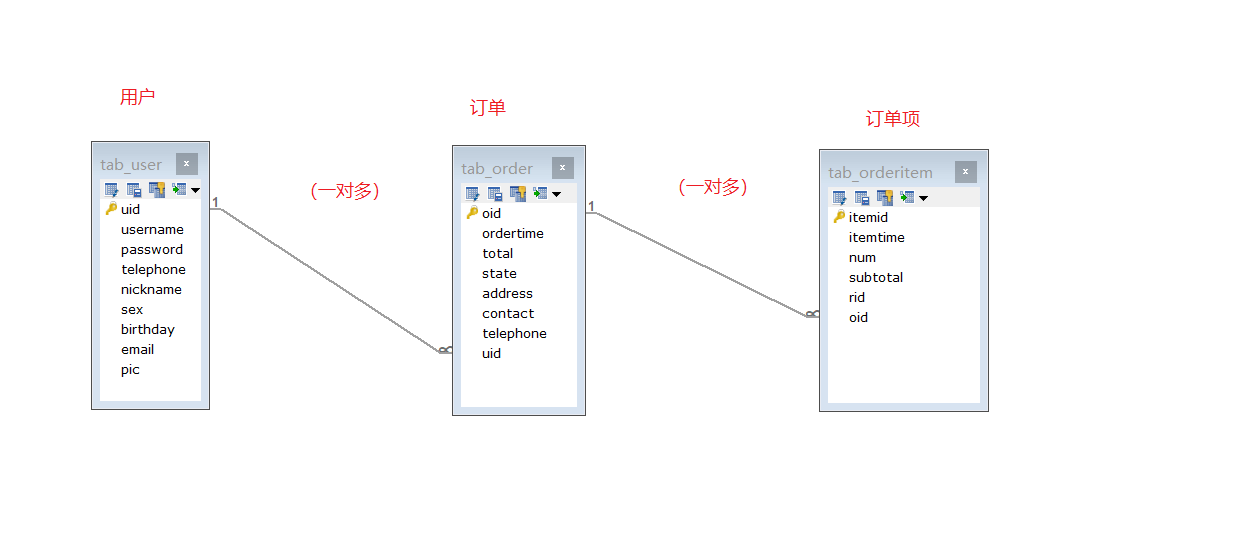 用户
订单
订单项
(一对多)
(一对多)
tab_user
uid
username
password
telephone
nickname
sex
birthday
email
pic
1
∞
tab_order
oid
ordertime
total
state
address
contact
telephone
uid
1
∞
tab_orderitem
itemid
itemtime
num
subtotal
rid
oid